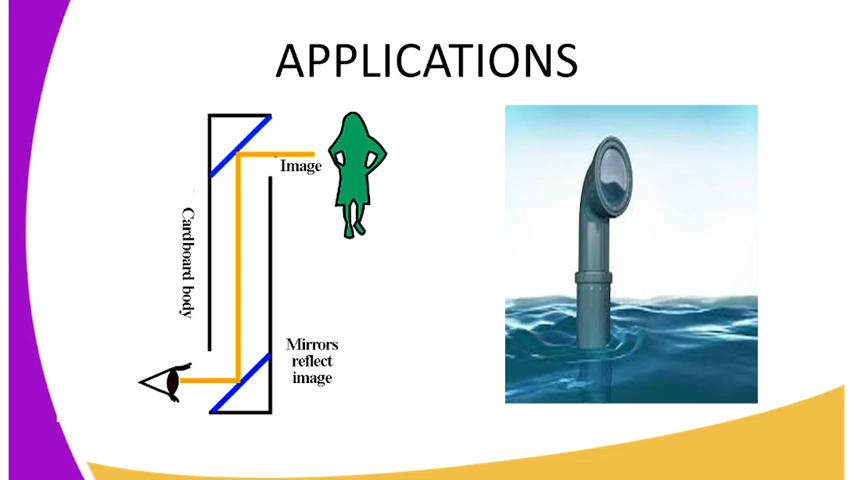 APPLICATIONS
Image
Cardboard body
Mirrors
reflect
image